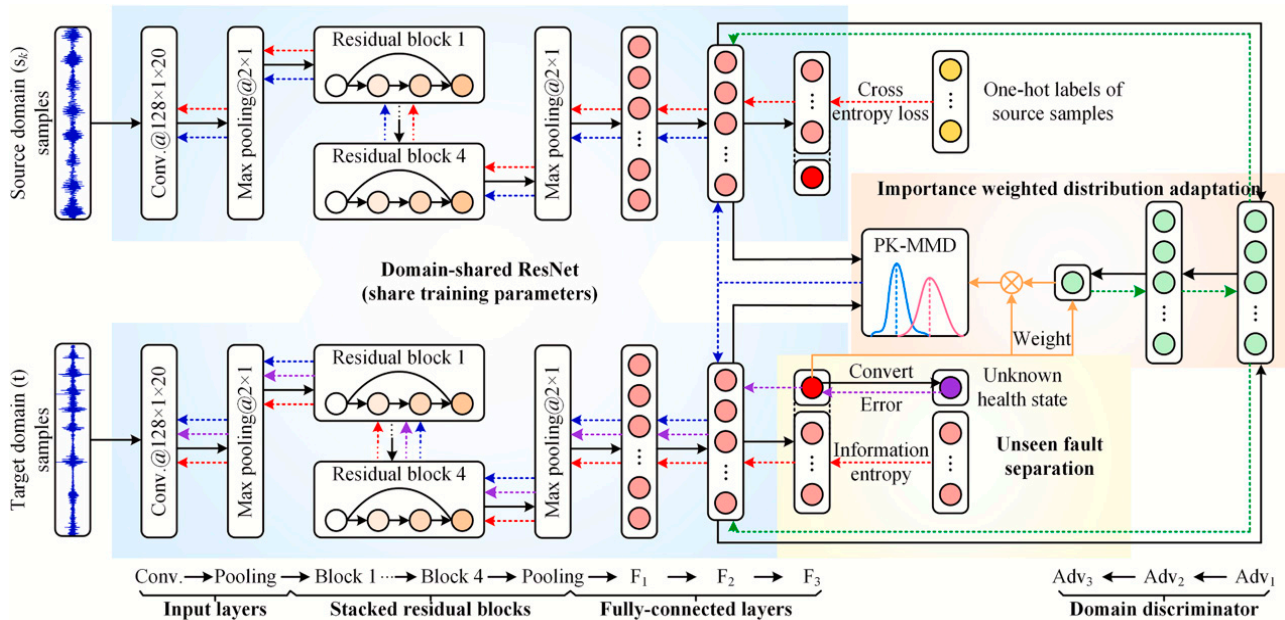 Source domain (sk)
samples
Conv.@128×1×20
Max pooling@2×1
Residual block 1
Residual block 4
Max pooling@2×1
Cross
entropy loss
One-hot labels of
source samples
Domain-shared ResNet
(share training parameters)
Importance weighted distribution adaptation
PK-MMD
Weight
Target domain (t)
samples
Conv.@128×1×20
Max pooling@2×1
Residual block 1
Residual block 4
Max pooling@2×1
Convert
Error
Unknown
health state
Information
entropy
Unseen fault
separation
Conv. Pooling Block 1 Block 4 Pooling F1 F2 F3
Adv3 Adv2 Adv1
Input layers Stacked residual blocks Fully-connected layers Domain discriminator